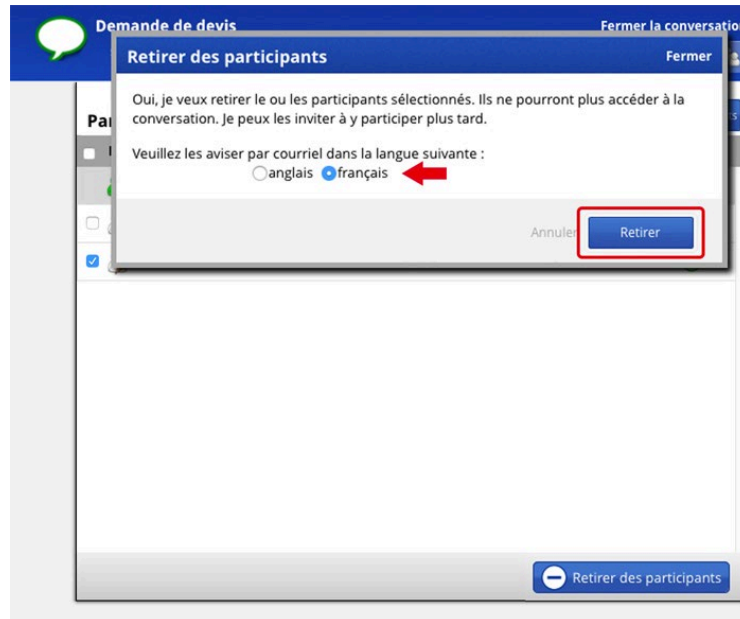 Demande de devis
Fermer la conversatio
Retirer des participants
Fermer
Oui, je veux retirer le ou les participants sélectionnés. Ils ne pourront plus accéder à la
conversation. Je peux les inviter à y participer plus tard.
Pa
Veuillez les aviser par courriel dans la langue suivante :
anglais français
Annuler
Retirer
Retirer des participants